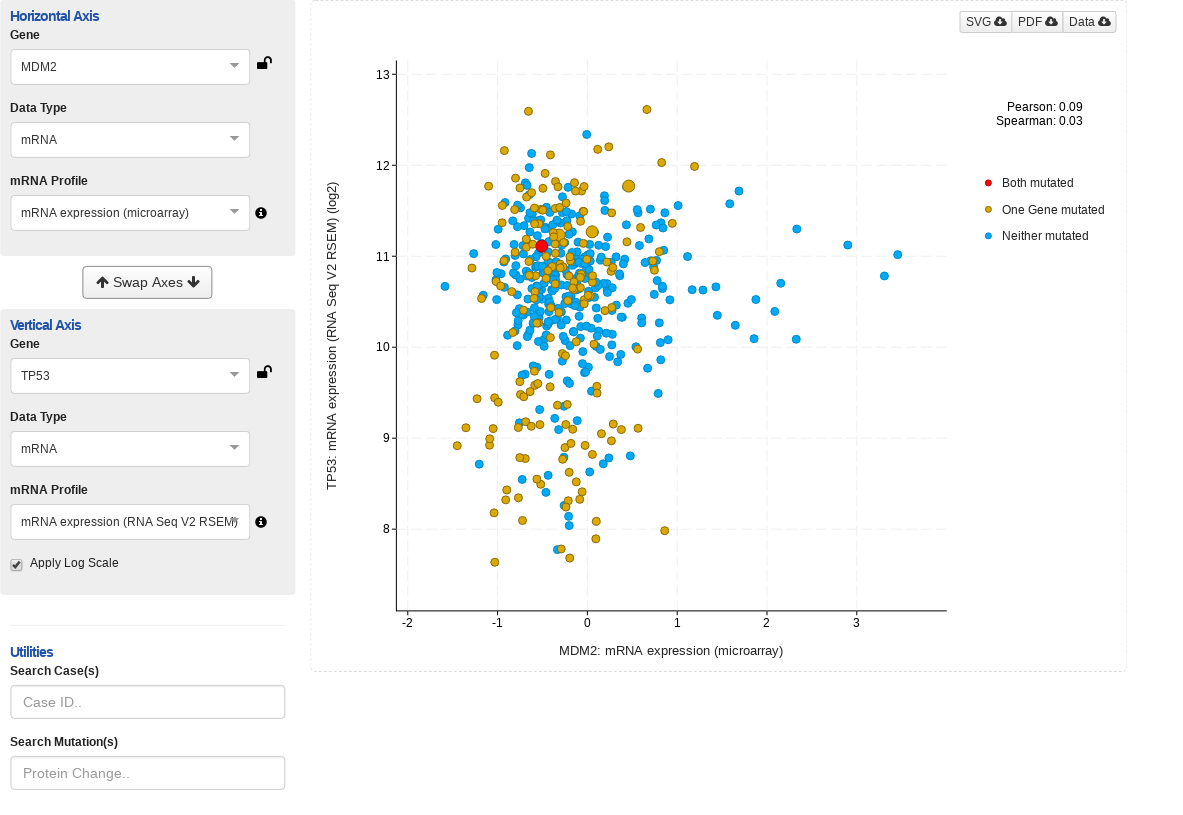 Horizontal Axis
Gene
MDM2
Data Type
mRNA
mRNA Profile
mRNA expression (microarray)
Swap Axes
Vertical Axis
Gene
TP53
Data Type
mRNA
mRNA Profile
mRNA expression (RNA Seq V2 RSEM)
Apply Log Scale
Utilities
Search Case(s)
Case ID..
Search Mutation(s)
Protein Change..
SVG PDF Data
Pearson: 0.09
Spearman: 0.03
Both mutated
One Gene mutated
Neither mutated
TP53: mRNA expression (RNA Seq V2 RSEM) (log2)
13
12
11
10
9
8
-2 -1 0 1 2 3
MDM2: mRNA expression (microarray)